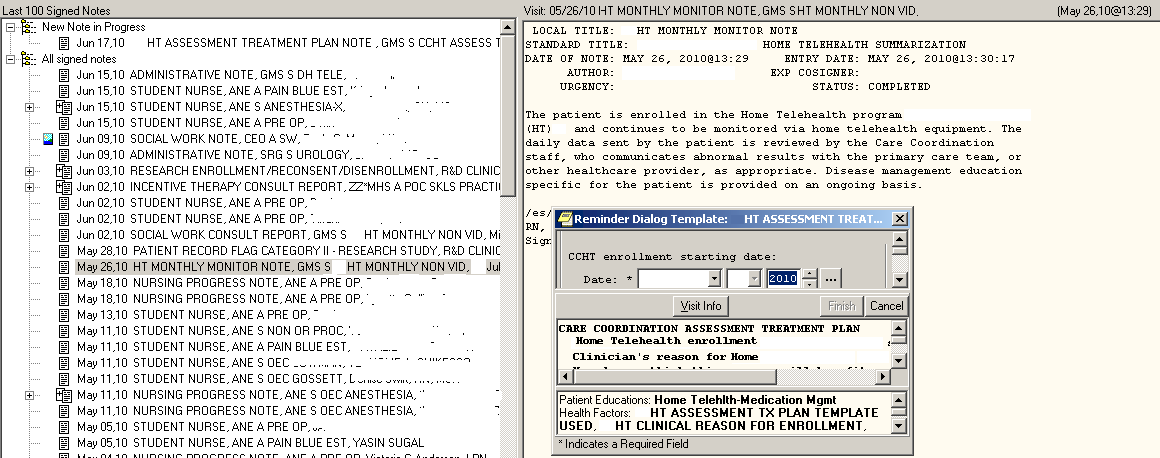 Last 100 Signed Notes
New Note in Progress
Jun 17,10 HT ASSESSMENT TREATMENT PLAN NOTE , GMS S CCHT ASSESS T
All signed notes
Jun 15,10 ADMINISTRATIVE NOTE, GMS S DH TELE,
Jun 15,10 STUDENT NURSE, ANE A PAIN BLUE EST,
Jun 15,10 STUDENT NURSE, ANE S ANESTHESIA-X,
Jun 15,10 STUDENT NURSE, ANE A PRE OP,
Jun 09,10 SOCIAL WORK NOTE, CEO A SW,
Jun 09,10 ADMINISTRATIVE NOTE, SRG S UROLOGY,
Jun 03,10 RESEARCH ENROLLMENT/RECONSENT/DISENROLLMENT, R&D CLINIC
Jun 02,10 INCENTIVE THERAPY CONSULT REPORT, ZZ*MHS A POC SKLS PRACTI
Jun 02,10 STUDENT NURSE, ANE A PRE OP,
Jun 02,10 STUDENT NURSE, ANE A PRE OP,
Jun 02,10 SOCIAL WORK CONSULT REPORT, GMS S HT MONTHLY NON VID, Mi
May 28,10 PATIENT RECORD FLAG CATEGORY II - RESEARCH STUDY, R&D CLINIC
May 26,10 HT MONTHLY MONITOR NOTE, GMS S HT MONTHLY NON VID, Jul
May 18,10 NURSING PROGRESS NOTE, ANE A PRE OP,
May 18,10 NURSING PROGRESS NOTE, ANE A PRE OP,
May 13,10 STUDENT NURSE, ANE A PRE OP,
May 11,10 STUDENT NURSE, ANE S NON OR PROC,
May 11,10 STUDENT NURSE, ANE A PAIN BLUE EST,
May 11,10 STUDENT NURSE, ANE S OEC
May 11,10 STUDENT NURSE, ANE S OEC GOSSETT,
May 11,10 NURSING PROGRESS NOTE, ANE S OEC ANESTHESIA,
May 11,10 NURSING PROGRESS NOTE, ANE S OEC ANESTHESIA,
May 05,10 STUDENT NURSE, ANE A PRE OP,
May 05,10 STUDENT NURSE, ANE A PAIN BLUE EST, YASIN SUGAL
Visit: 05/26/10 HT MONTHLY MONITOR NOTE, GMS SHT MONTHLY NON VID, (May 26,10@13:29)
LOCAL TITLE: HT MONTHLY MONITOR NOTE
STANDARD TITLE: HOME TELEHEALTH SUMMARIZATION
DATE OF NOTE: MAY 26, 2010@13:29 ENTRY DATE: MAY 26, 2010@13:30:17
AUTHOR: EXP COSIGNER:
URGENCY: STATUS: COMPLETED
The patient is enrolled in the Home Telehealth program
(HT) and continues to be monitored via home telehealth equipment. The
daily data sent by the patient is reviewed by the Care Coordination
staff, who communicates abnormal results with the primary care team, or
other healthcare provider, as appropriate. Disease management education
specific for the patient is provided on an ongoing basis.
/es/
RN,
Sign
Reminder Dialog Template: HT ASSESSMENT TREAT...
CCHT enrollment starting date:
Date: * 2010 ...
Visit Info Finish Cancel
CARE COORDINATION ASSESSMENT TREATMENT PLAN
Home Telehealth enrollment
Clinician's reason for Home
Patient Educations: Home Telehlth-Medication Mgmt
Health Factors: HT ASSESSMENT TX PLAN TEMPLATE
USED, HT CLINICAL REASON FOR ENROLLMENT,
* Indicates a Required Field